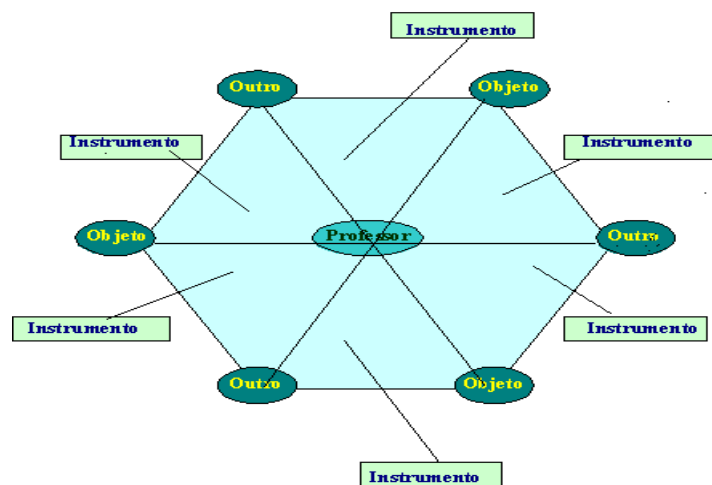 Instrumento
Outro
Objeto
Instrumento
Instrumento
Objeto
Professor
Outro
Instrumento
Instrumento
Outro
Objeto
Instrumento